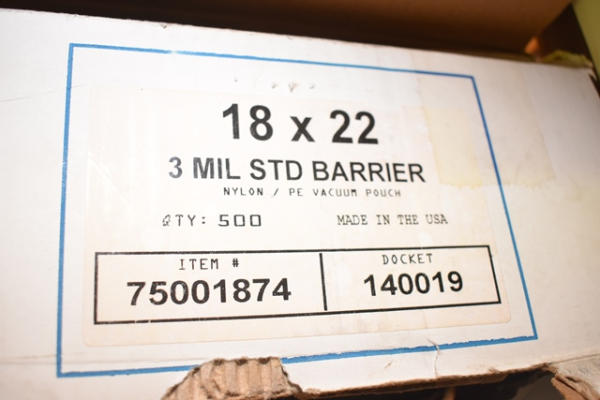 18 x 22
3 MIL STD BARRIER
NYLON / PE VACUUM POUCH
QTY: 500 MADE IN THE USA
ITEM # DOCKET
75001874 140019